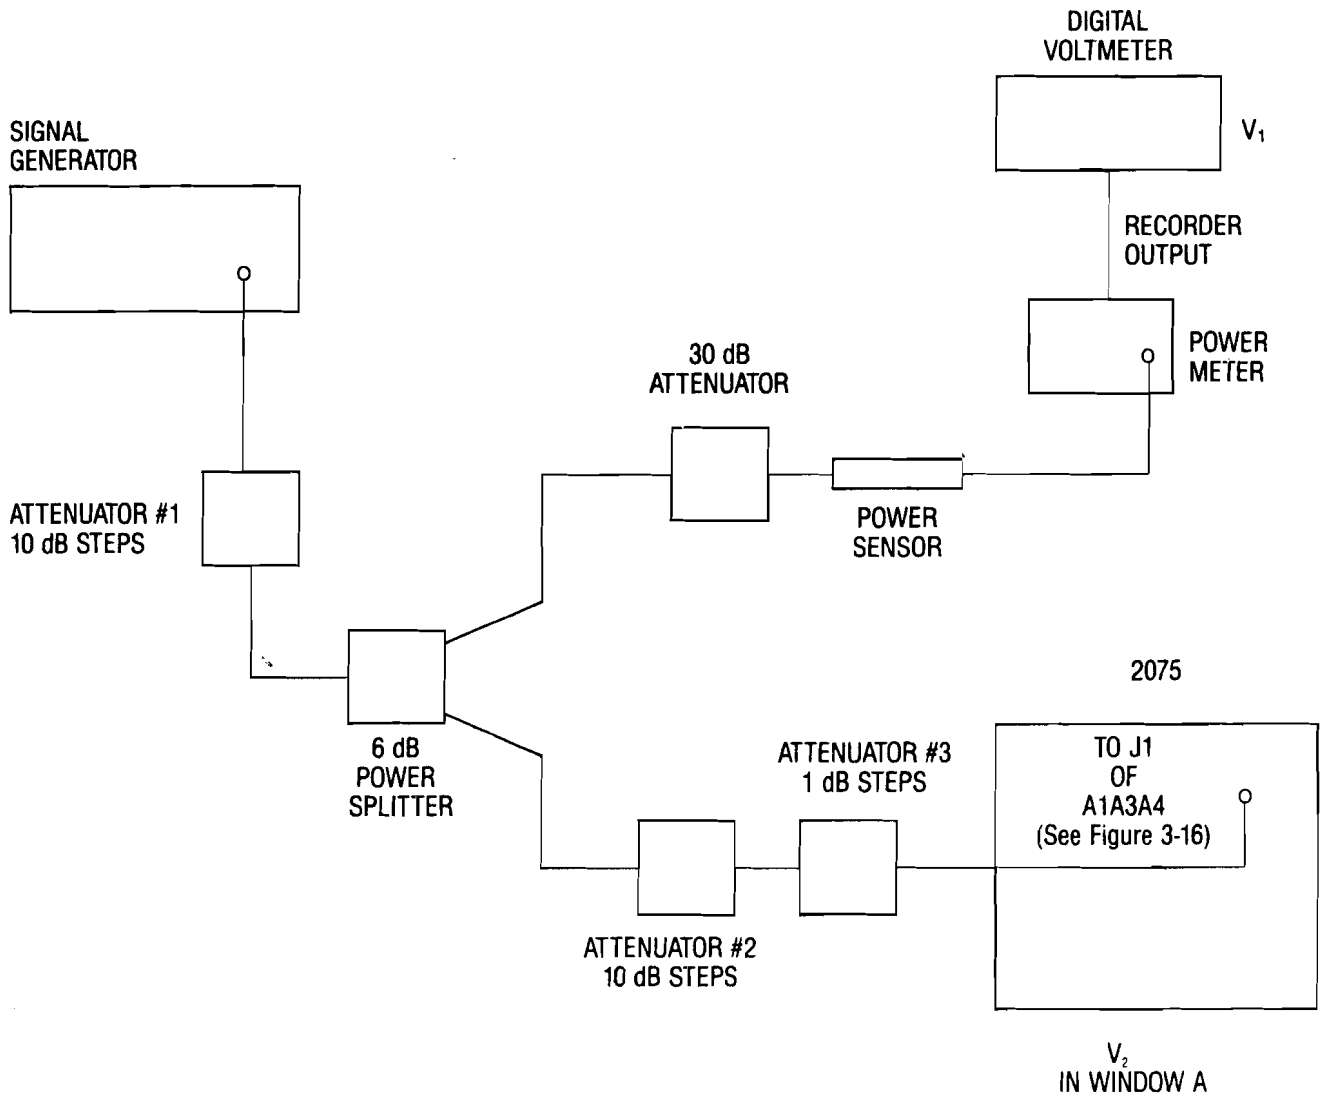 DIGITAL
VOLTMETER
V₁
SIGNAL
GENERATOR
RECORDER
OUTPUT
POWER
METER
30 dB
ATTENUATOR
ATTENUATOR #1
10 dB STEPS
POWER
SENSOR
2075
6 dB
POWER
SPLITTER
ATTENUATOR #3
1 dB STEPS
TO J1
OF
A1A3A4
(See Figure 3-16)
ATTENUATOR #2
10 dB STEPS
V₂
IN WINDOW A